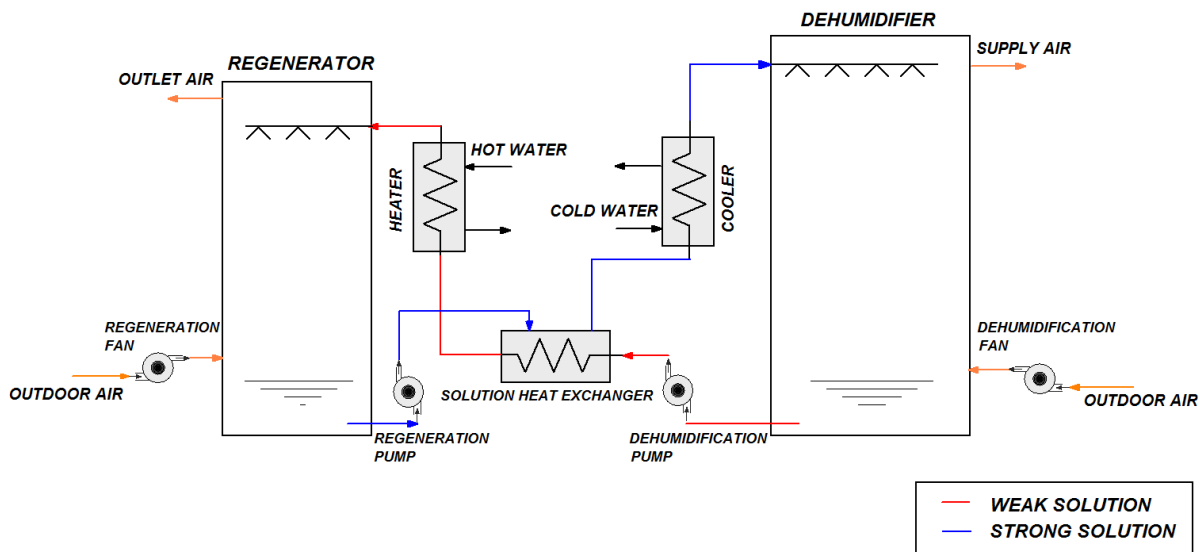 DEHUMIDIFIER
REGENERATOR
SUPPLY AIR
OUTLET AIR
HOT WATER
HEATER
COLD WATER
COOLER
REGENERATION
FAN
DEHUMIDIFICATION
FAN
OUTDOOR AIR
SOLUTION HEAT EXCHANGER
OUTDOOR AIR
REGENERATION
PUMP
DEHUMIDIFICATION
PUMP
WEAK SOLUTION
STRONG SOLUTION